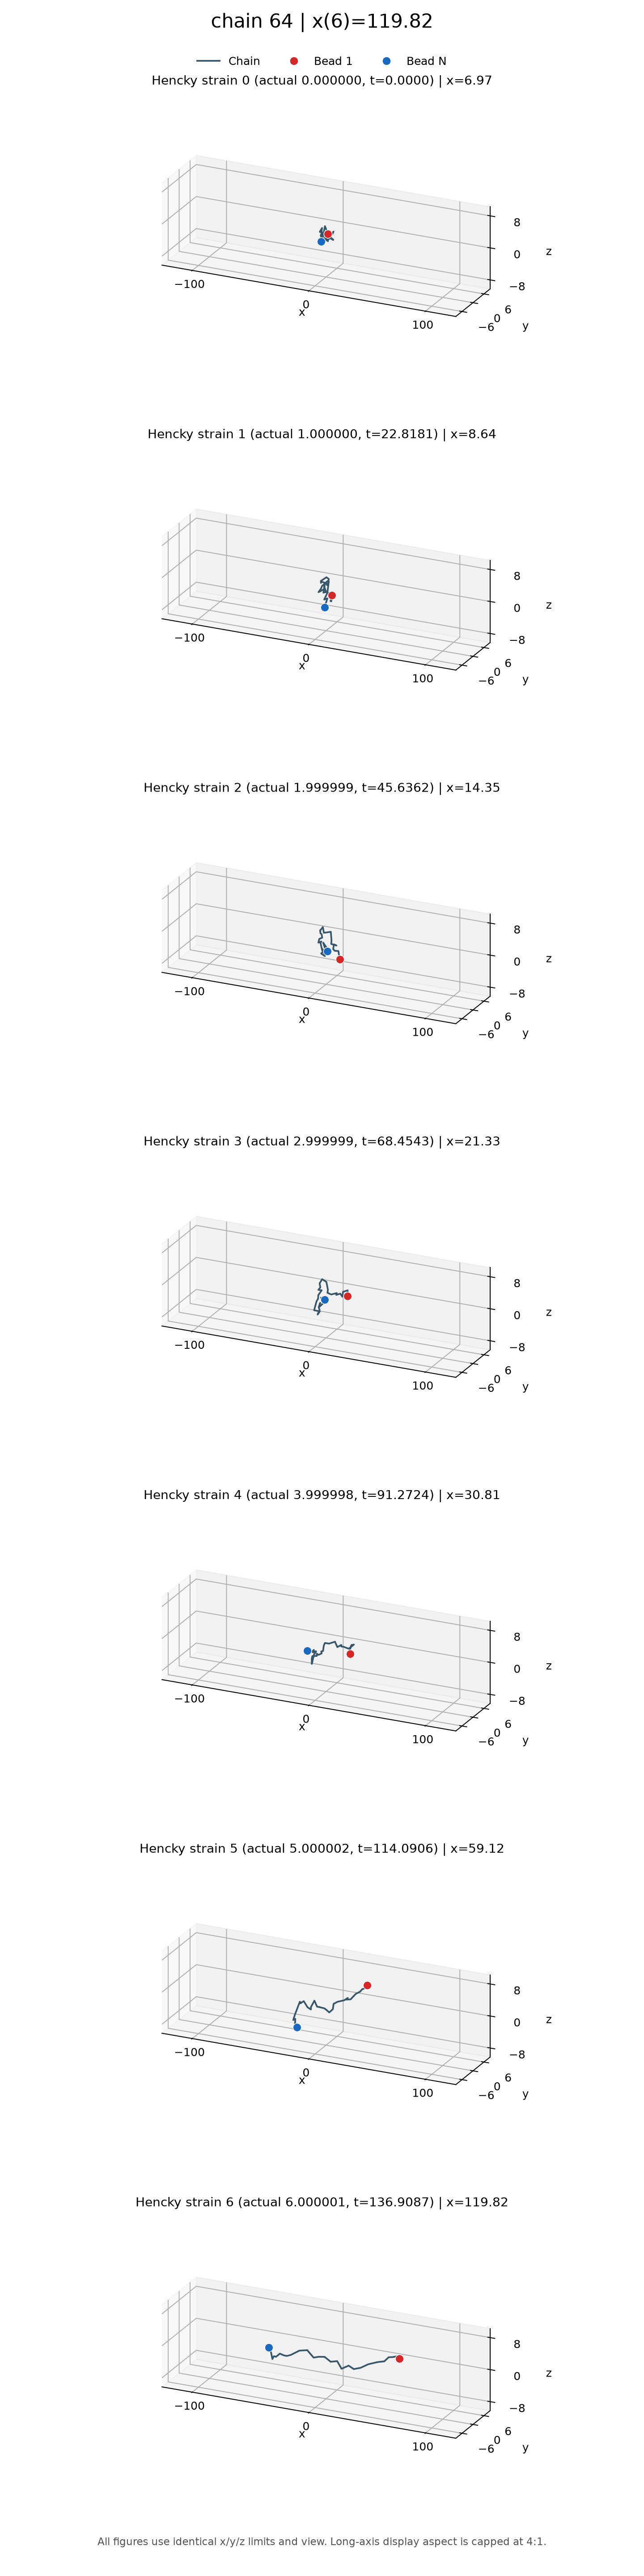 chain 64 | x(6)=119.82
Chain Bead 1 Bead N
Hencky strain 0 (actual 0.000000, t=0.0000) | x=6.97
8
0
−8
z
6
0
−6
y
−100
0
100
x
Hencky strain 1 (actual 1.000000, t=22.8181) | x=8.64
8
0
−8
z
6
0
−6
y
−100
0
100
x
Hencky strain 2 (actual 1.999999, t=45.6362) | x=14.35
8
0
−8
z
6
0
−6
y
−100
0
100
x
Hencky strain 3 (actual 2.999999, t=68.4543) | x=21.33
8
0
−8
z
6
0
−6
y
−100
0
100
x
Hencky strain 4 (actual 3.999998, t=91.2724) | x=30.81
8
0
−8
z
6
0
−6
y
−100
0
100
x
Hencky strain 5 (actual 5.000002, t=114.0906) | x=59.12
8
0
−8
z
6
0
−6
y
−100
0
100
x
Hencky strain 6 (actual 6.000001, t=136.9087) | x=119.82
8
0
−8
z
6
0
−6
y
−100
0
100
x
All figures use identical x/y/z limits and view. Long-axis display aspect is capped at 4:1.